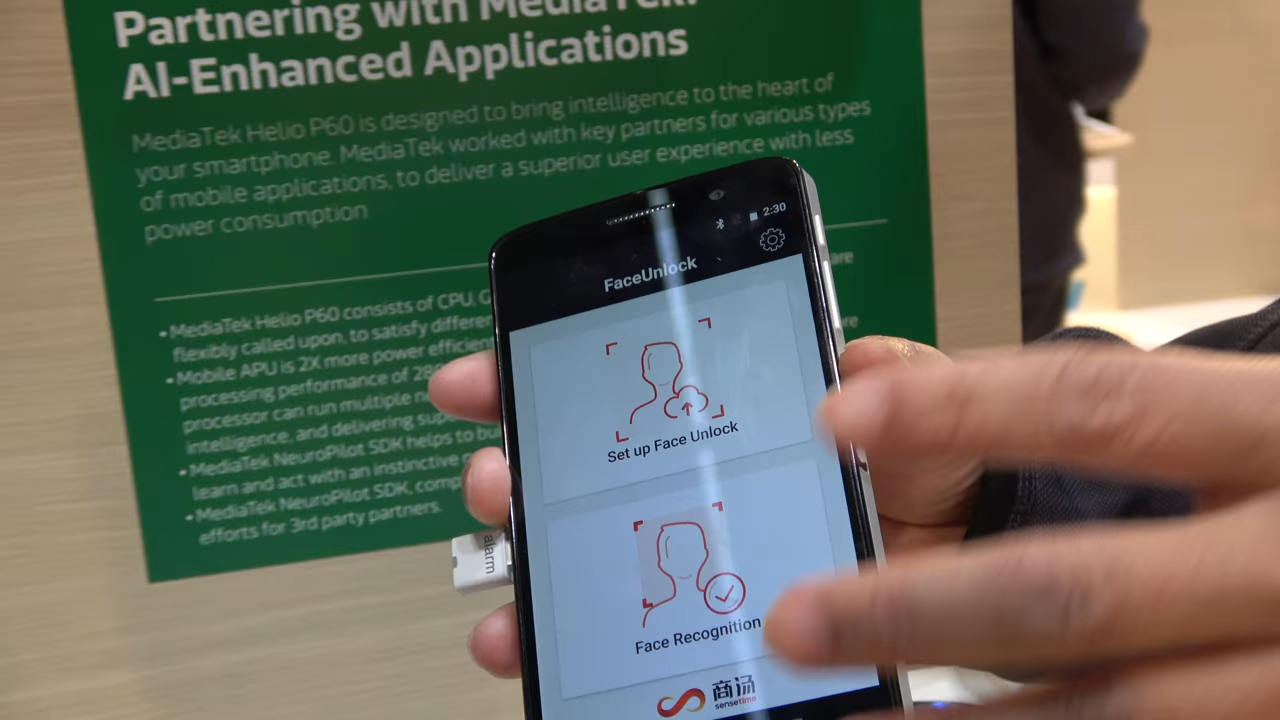 Partnering with MediaTek:
AI-Enhanced Applications
MediaTek Helio P60 is designed to bring intelligence to the heart of
your smartphone. MediaTek worked with key partners for various types
of mobile applications, to deliver a superior user experience with less
power consumption
• MediaTek Helio P60 consists of CPU,
flexibly called upon, to satisfy
• Mobile APU is 2X more power
processing performance of
processor can run multiple
intelligence, and delivering
• MediaTek NeuroPilot SDK helps to
learn and act with an instinctive
• MediaTek NeuroPilot SDK,
efforts for 3rd party partners.
2:30
FaceUnlock
Set up Face Unlock
Face Recognition
商汤
sensetime
alarm